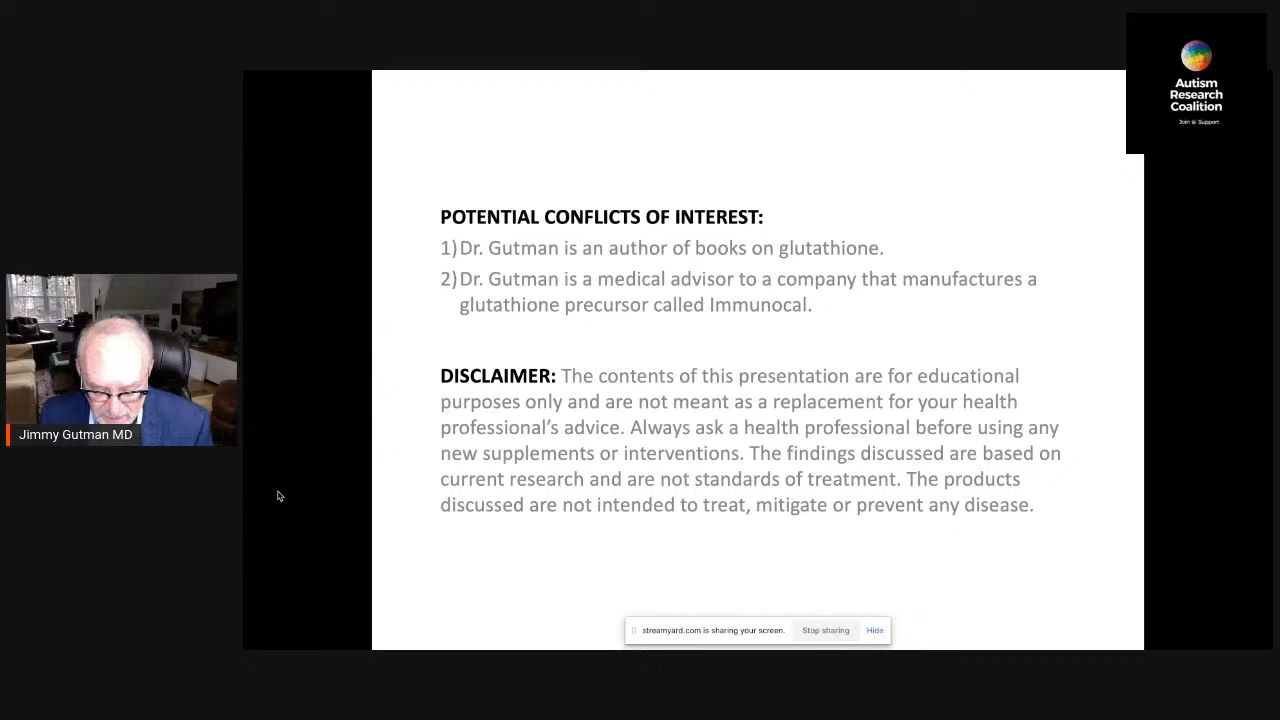 Autism
Research
Coalition
Join Support
POTENTIAL CONFLICTS OF INTEREST:
1) Dr. Gutman is an author of books on glutathione.
2) Dr. Gutman is a medical advisor to a company that manufactures a
glutathione precursor called Immunocal.
DISCLAIMER: The contents of this presentation are for educational
purposes only and are not meant as a replacement for your health
professional’s advice. Always ask a health professional before using any
new supplements or interventions. The findings discussed are based on
current research and are not standards of treatment. The products
discussed are not intended to treat, mitigate or prevent any disease.
Jimmy Gutman MD
streamyard.com is sharing your screen. Stop sharing Hide